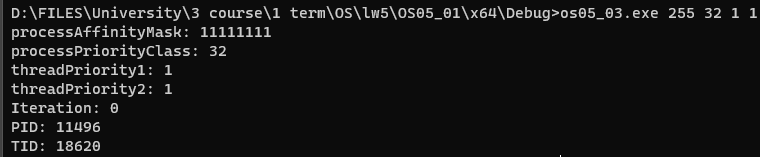 D:\FILES\University\3 course\1 term\OS\lw5\OS05_01\x64\Debug>os05_03.exe 255 32 1 1
processAffinityMask: 11111111
processPriorityClass: 32
threadPriority1: 1
threadPriority2: 1
Iteration: 0
PID: 11496
TID: 18620